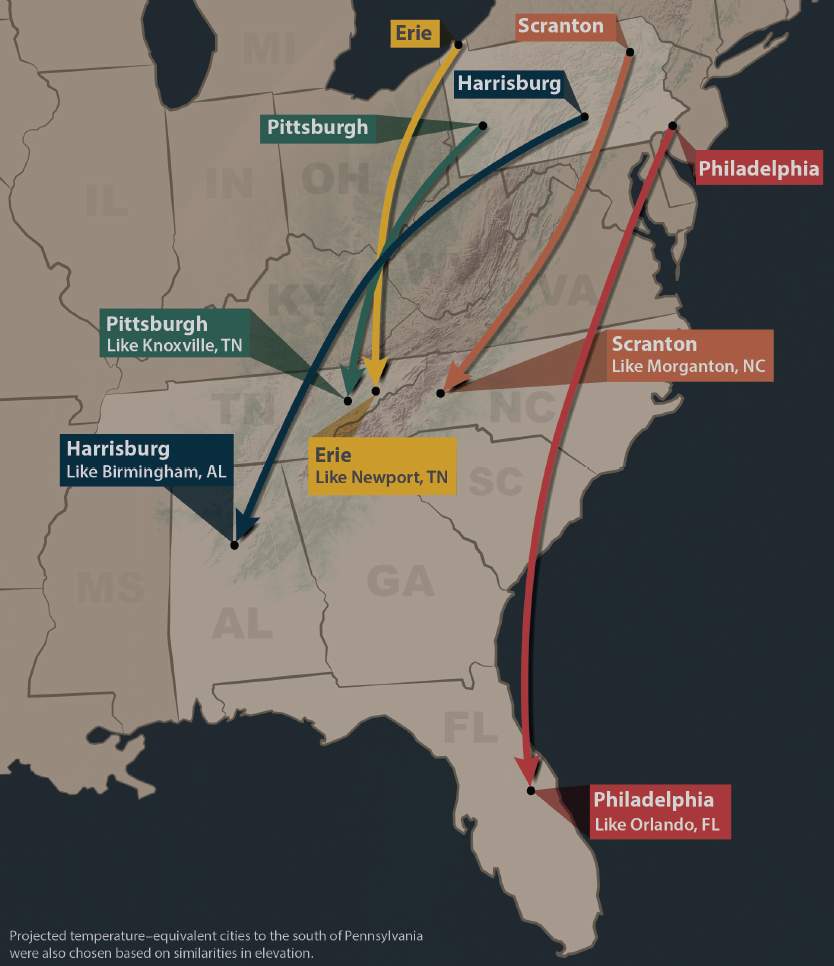 Scranton
Erie
Harrisburg
Pittsburgh
Philadelphia
MI
IL
IN
OH
WV
KY
VA
Pittsburgh
Like Knoxville, TN
Scranton
Like Morganton, NC
TN
NC
Harrisburg
Like Birmingham, AL
Erie
Like Newport, TN
SC
MS
GA
AL
FL
Philadelphia
Like Orlando, FL
Projected temperature–equivalent cities to the south of Pennsylvania
were also chosen based on similarities in elevation.